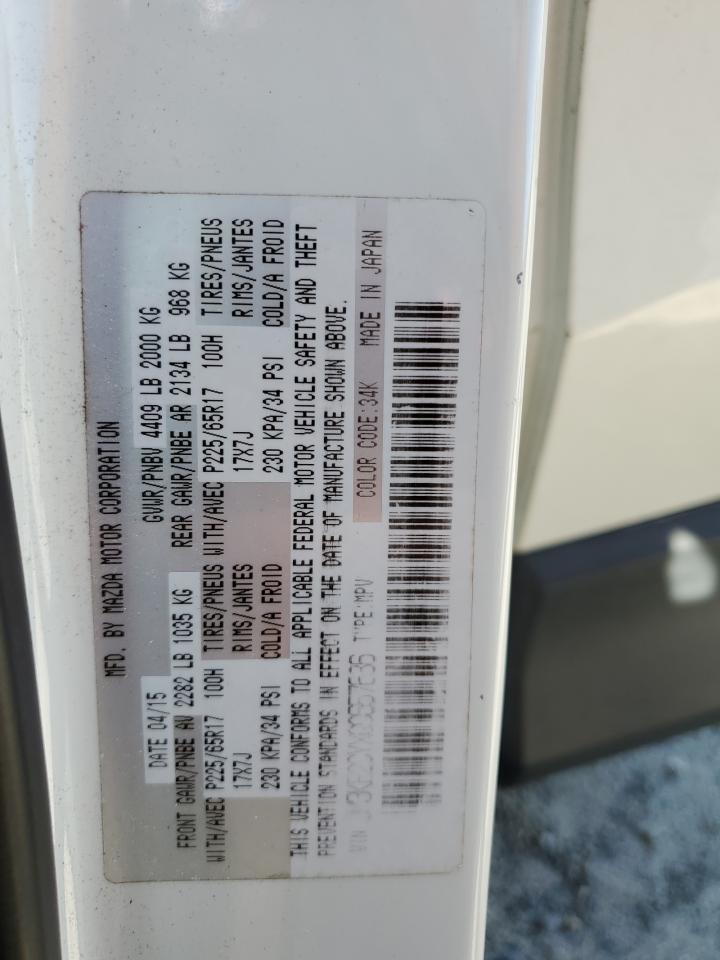 MFD. BY MAZDA MOTOR CORPORATION
DATE 04/15 GVWR/PNBV 4409 LB 2000 KG
FRONT GAWR/PNBE AV 2282 LB 1035 KG REAR GAWR/PNBE AR 2134 LB 968 KG
WITH/AVEC P225/65R17 100H TIRES/PNEUS WITH/AVEC P225/65R17 100H TIRES/PNEUS
17X7J RIMS/JANTES 17X7J RIMS/JANTES
230 KPA/34 PSI COLD/A FROID 230 KPA/34 PSI COLD/A FROID
THIS VEHICLE CONFORMS TO ALL APPLICABLE FEDERAL MOTOR VEHICLE SAFETY AND THEFT
PREVENTION STANDARDS IN EFFECT ON THE DATE OF MANUFACTURE SHOWN ABOVE.
VIN TYPE:MPV COLOR CODE:34K MADE IN JAPAN